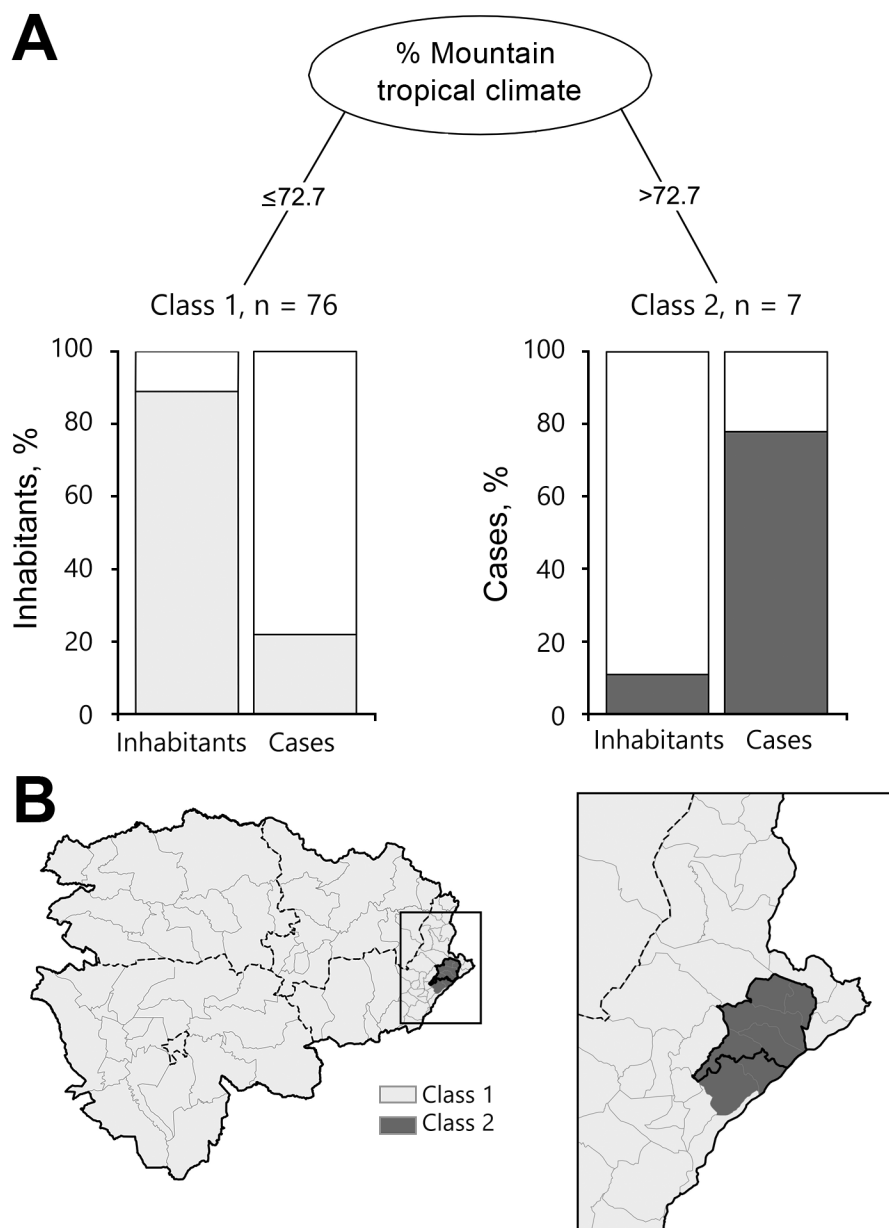 A
% Mountain
tropical climate
≤72.7
>72.7
Class 1, n = 76
Class 2, n = 7
Inhabitants, %
100
80
60
40
20
0
Inhabitants Cases
Cases, %
100
80
60
40
20
0
Inhabitants Cases
B
Class 1
Class 2